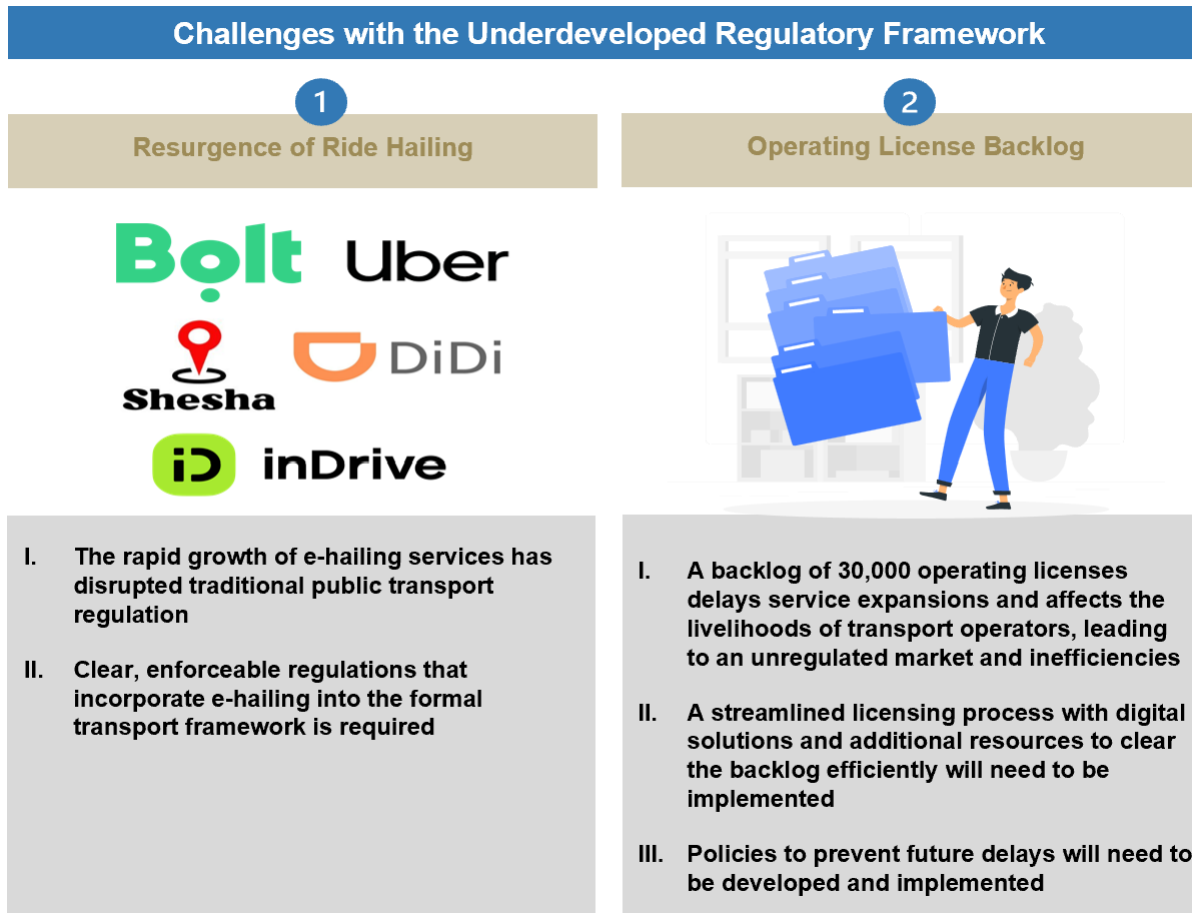 Challenges with the Underdeveloped Regulatory Framework
1
Resurgence of Ride Hailing
Bolt Uber
Shesha DiDi
iD inDrive
I. The rapid growth of e-hailing services has
disrupted traditional public transport
regulation
II. Clear, enforceable regulations that
incorporate e-hailing into the formal
transport framework is required
2
Operating License Backlog
I. A backlog of 30,000 operating licenses
delays service expansions and affects the
livelihoods of transport operators, leading
to an unregulated market and inefficiencies
II. A streamlined licensing process with digital
solutions and additional resources to clear
the backlog efficiently will need to be
implemented
III. Policies to prevent future delays will need to
be developed and implemented